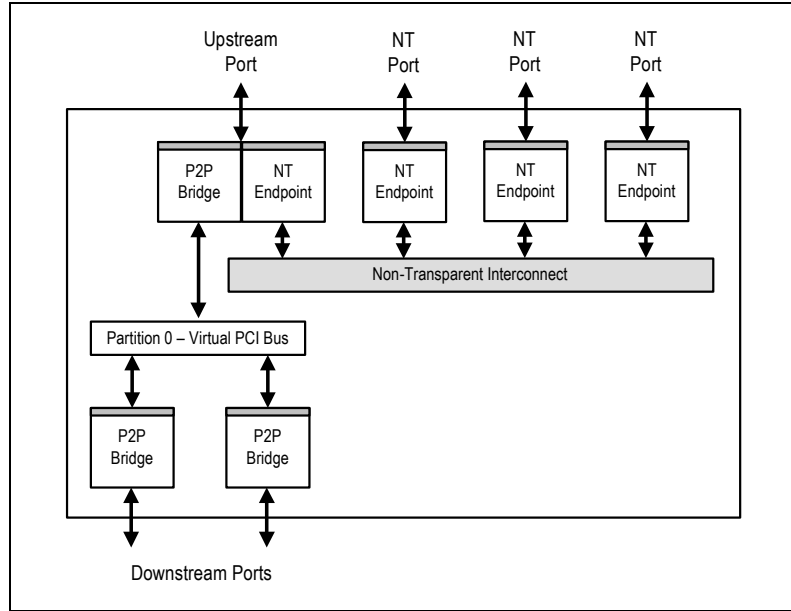 Upstream
Port
NT
Port
NT
Port
NT
Port
P2P
Bridge
NT
Endpoint
NT
Endpoint
NT
Endpoint
NT
Endpoint
Non-Transparent Interconnect
Partition 0 – Virtual PCI Bus
P2P
Bridge
P2P
Bridge
Downstream Ports